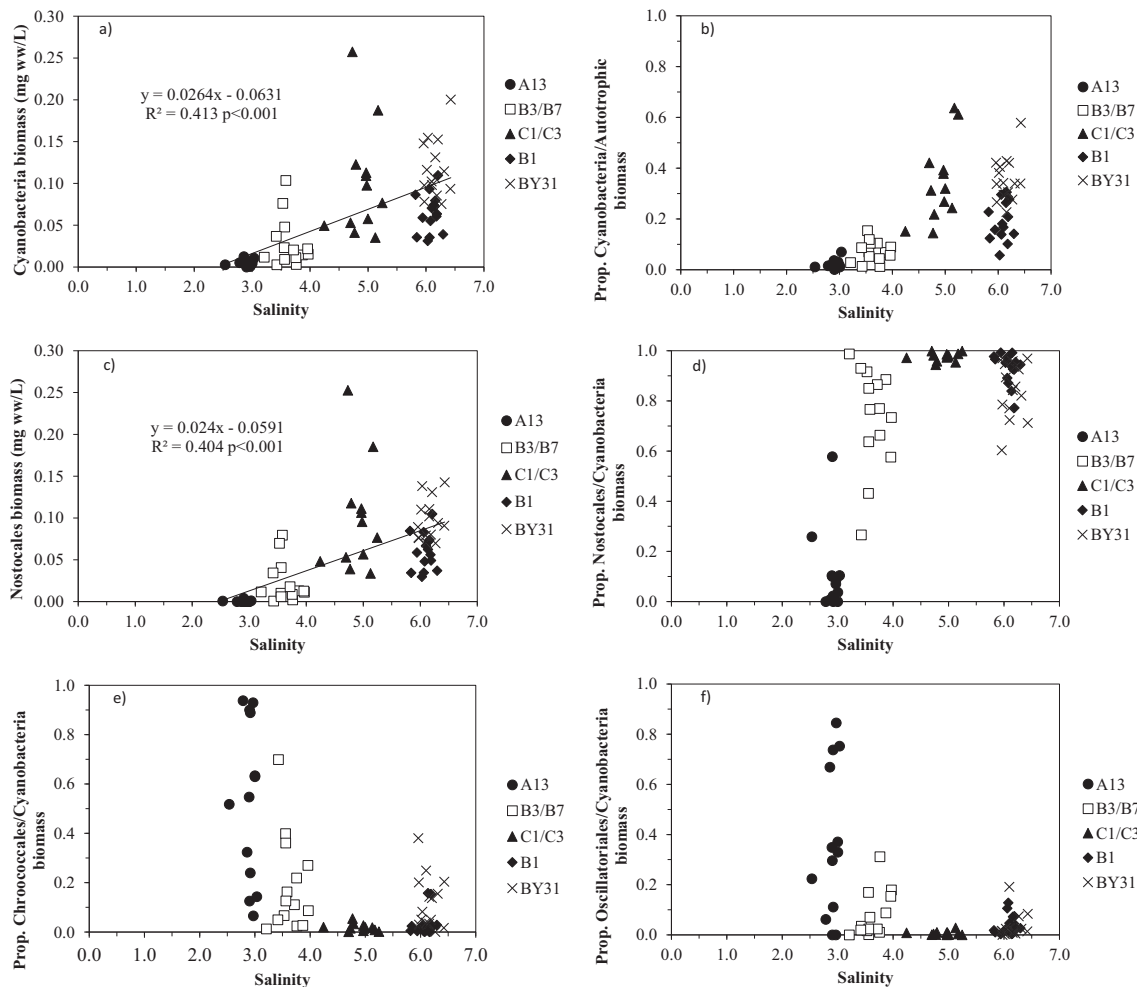 a)
Cyanobacteria biomass (mg ww/L)
0.30
0.25
0.20
0.15
0.10
0.05
0.00
y = 0.0264x - 0.0631
R² = 0.413 p<0.001
0.0 1.0 2.0 3.0 4.0 5.0 6.0 7.0
Salinity
A13
B3/B7
C1/C3
B1
BY31
b)
Prop. Cyanobacteria/Autotrophic
biomass
1.0
0.8
0.6
0.4
0.2
0.0
0.0 1.0 2.0 3.0 4.0 5.0 6.0 7.0
Salinity
A13
B3/B7
C1/C3
B1
BY31
c)
Nostocales biomass (mg ww/L)
0.30
0.25
0.20
0.15
0.10
0.05
0.00
y = 0.024x - 0.0591
R² = 0.404 p<0.001
0.0 1.0 2.0 3.0 4.0 5.0 6.0 7.0
Salinity
A13
B3/B7
C1/C3
B1
BY31
d)
Prop. Nostocales/Cyanobacteria
biomass
1.0
0.8
0.6
0.4
0.2
0.0
0.0 1.0 2.0 3.0 4.0 5.0 6.0 7.0
Salinity
A13
B3/B7
C1/C3
B1
BY31
e)
Prop. Chroococcales/Cyanobacteria
biomass
1.0
0.8
0.6
0.4
0.2
0.0
0.0 1.0 2.0 3.0 4.0 5.0 6.0 7.0
Salinity
A13
B3/B7
C1/C3
B1
BY31
f)
Prop. Oscillatoriales/Cyanobacteria
biomass
1.0
0.8
0.6
0.4
0.2
0.0
0.0 1.0 2.0 3.0 4.0 5.0 6.0 7.0
Salinity
A13
B3/B7
C1/C3
B1
BY31